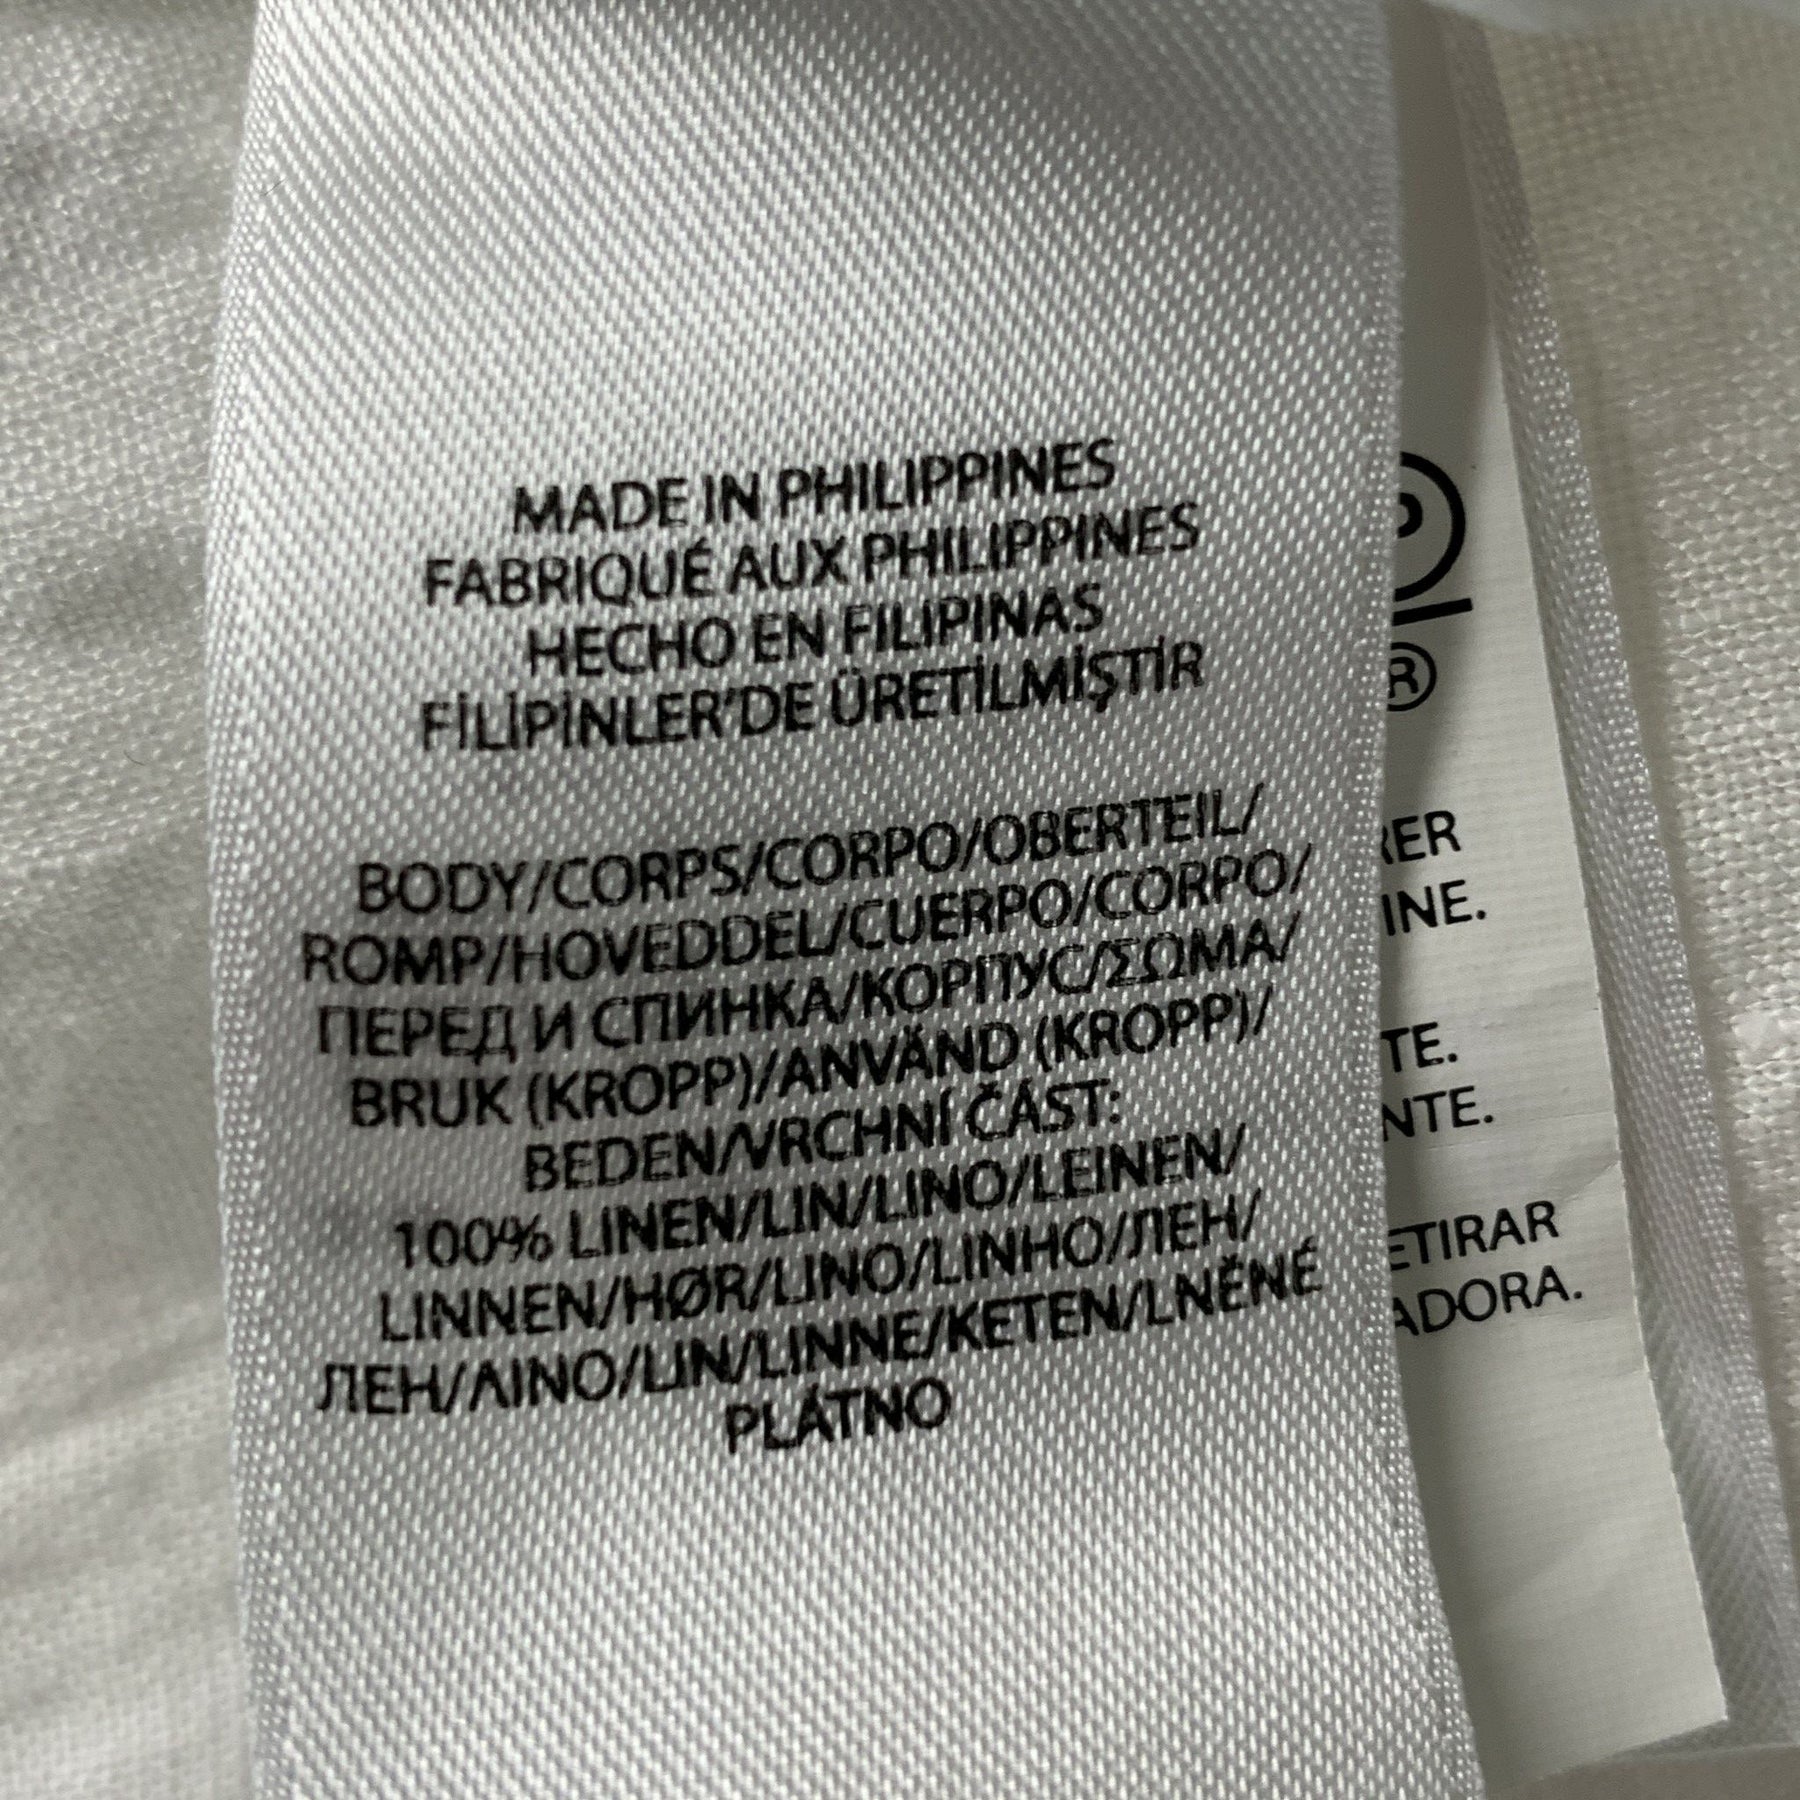 MADE IN PHILIPPINES
FABRIQUÉ AUX PHILIPPINES
HECHO EN FILIPINAS
FİLİPİNLER'DE ÜRETİLMİŞTİR
BODY/CORPS/CORPO/OBERTEIL/
ROMP/HOVEDDEL/CUERPO/CORPO/
ПЕРЕД И СПИНКА/КОРПУС/ΣΩΜΑ/
BRUK (KROPP)/ANVÄND (KROPP)/
BEDEN/VRCHNÍ ČÁST:
100% LINEN/LIN/LINO/LEINEN/
LINNEN/HØR/LINO/LINHO/ЛЕН/
ЛЕН/ΛΙΝΟ/LIN/LINNE/KETEN/LNĚNÉ
PLÁTNO
P
®
RER
INE.
TE.
NTE.
ETIRAR
ADORA.